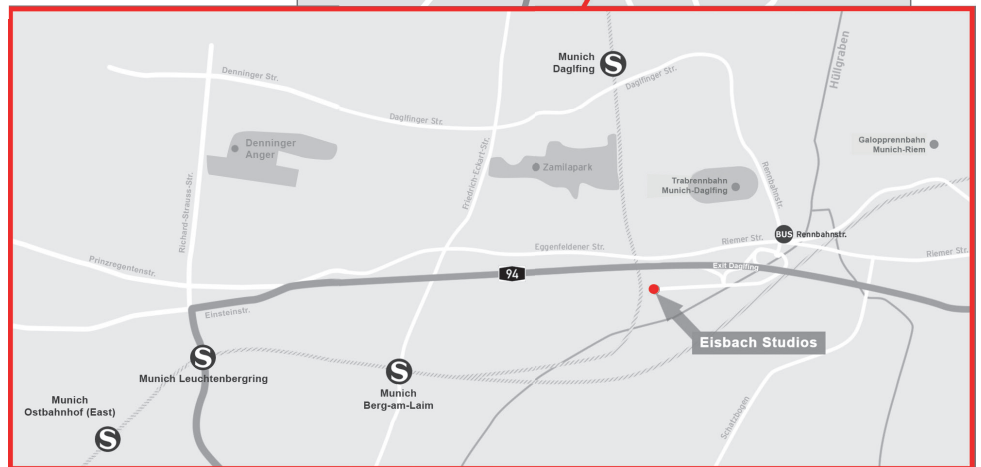 Munich
Daglfing
S
Denninger Str.
Daglfinger Str.
Hüllgraben
Daglfinger Str.
Denninger
Anger
Galopprennbahn
Munich-Riem
Zamilapark
Friedrich-Eckart-Str.
Rennbahnstr.
Trabrennbahn
Munich-Daglfing
Richard-Strauss-Str.
BUS Rennbahnstr.
Riemer Str.
Eggenfeldener Str.
Riemer Str.
Prinzregentenstr.
Exit Daglfing
94
Einsteinstr.
Eisbach Studios
S
Munich Leuchtenbergring
S
Munich
Berg-am-Laim
Munich
Ostbahnhof (East)
S
Schatzbogen